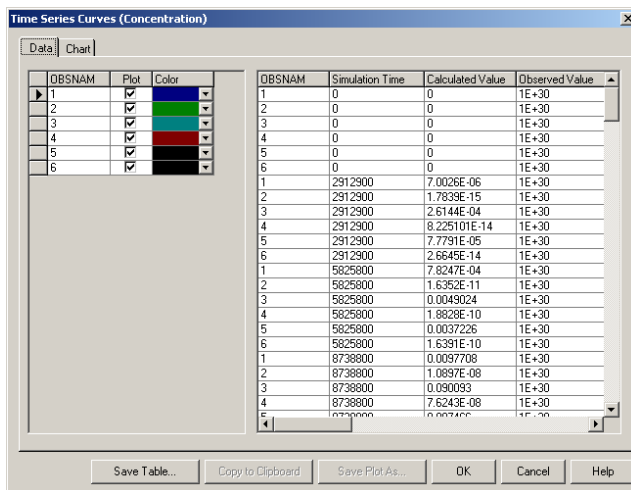 Time Series Curves (Concentration)
Data Chart
OBSNAM Plot Color
1
2
3
4
5
6
OBSNAM Simulation Time Calculated Value Observed Value
1 0 0 1E+30
2 0 0 1E+30
3 0 0 1E+30
4 0 0 1E+30
5 0 0 1E+30
6 0 0 1E+30
1 2912900 7.0026E-06 1E+30
2 2912900 1.7839E-15 1E+30
3 2912900 2.6144E-04 1E+30
4 2912900 8.225101E-14 1E+30
5 2912900 7.7791E-05 1E+30
6 2912900 2.6645E-14 1E+30
1 5825800 7.8247E-04 1E+30
2 5825800 1.6352E-11 1E+30
3 5825800 0.0049024 1E+30
4 5825800 1.8828E-10 1E+30
5 5825800 0.0037226 1E+30
6 5825800 1.6391E-10 1E+30
1 8738800 0.0097708 1E+30
2 8738800 1.0897E-08 1E+30
3 8738800 0.090093 1E+30
4 8738800 7.6243E-08 1E+30
Save Table... Copy to Clipboard Save Plot As... OK Cancel Help